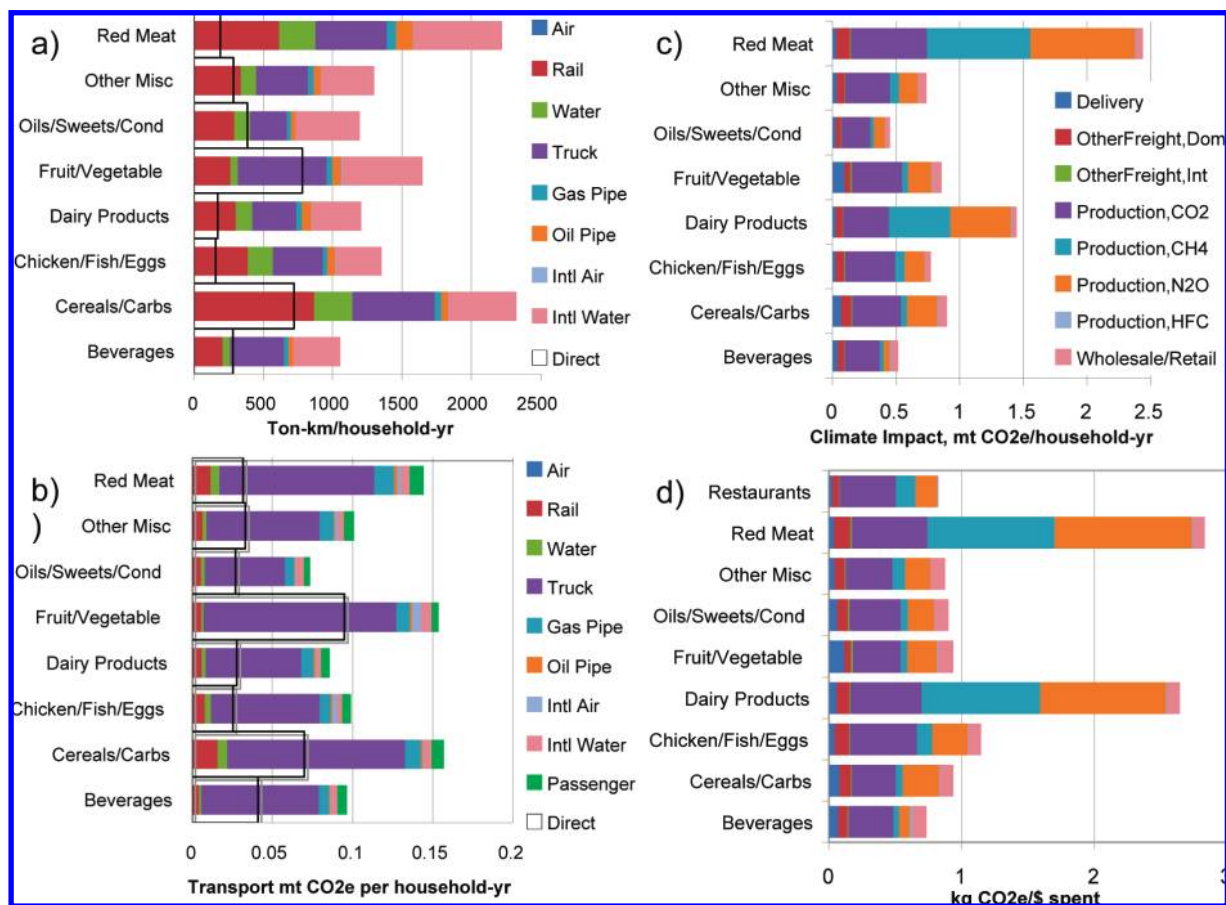 a)
Red Meat
Other Misc
Oils/Sweets/Cond
Fruit/Vegetable
Dairy Products
Chicken/Fish/Eggs
Cereals/Carbs
Beverages
0 500 1000 1500 2000 2500
Ton-km/household-yr
Air
Rail
Water
Truck
Gas Pipe
Oil Pipe
Intl Air
Intl Water
Direct
c)
Red Meat
Other Misc
Oils/Sweets/Cond
Fruit/Vegetable
Dairy Products
Chicken/Fish/Eggs
Cereals/Carbs
Beverages
0 0.5 1 1.5 2 2.5
Climate Impact, mt CO2e/household-yr
Delivery
OtherFreight,Dom
OtherFreight,Int
Production,CO2
Production,CH4
Production,N2O
Production,HFC
Wholesale/Retail
b)
)
Red Meat
Other Misc
Oils/Sweets/Cond
Fruit/Vegetable
Dairy Products
Chicken/Fish/Eggs
Cereals/Carbs
Beverages
0 0.05 0.1 0.15 0.2
Transport mt CO2e per household-yr
Air
Rail
Water
Truck
Gas Pipe
Oil Pipe
Intl Air
Intl Water
Passenger
Direct
d)
Restaurants
Red Meat
Other Misc
Oils/Sweets/Cond
Fruit/Vegetable
Dairy Products
Chicken/Fish/Eggs
Cereals/Carbs
Beverages
0 1 2 3
kg CO2e/$ spent